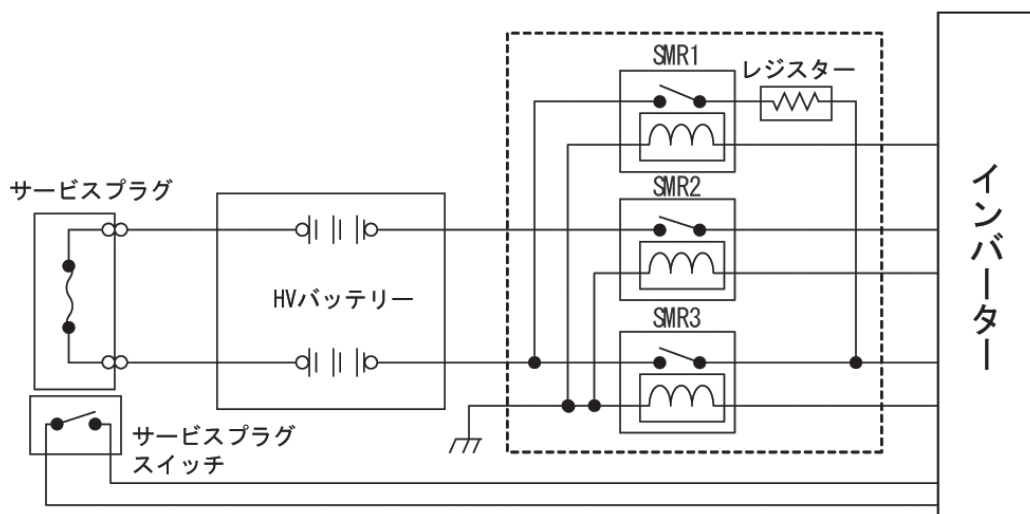 SMR1
レジスター
サービスプラグ
SMR2
HVバッテリー
SMR3
サービスプラグ
スイッチ
インバーター